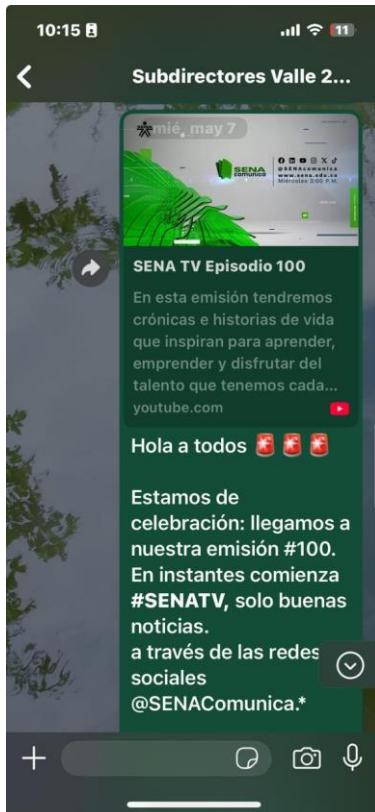 10:15
11
Subdirectores Valle 2...
mié, may 7
SENA
comunica
@SENAcomunica
www.sena.edu.co
Miércoles 2:00 P.M.
SENA TV Episodio 100
En esta emisión tendremos
crónicas e historias de vida
que inspiran para aprender,
emprender y disfrutar del
talento que tenemos cada...
youtube.com
Hola a todos 🚨🚨🚨
Estamos de
celebración: llegamos a
nuestra emisión #100.
En instantes comienza
#SENATV, solo buenas
noticias.
a través de las redes
sociales
@SENAComunica.*